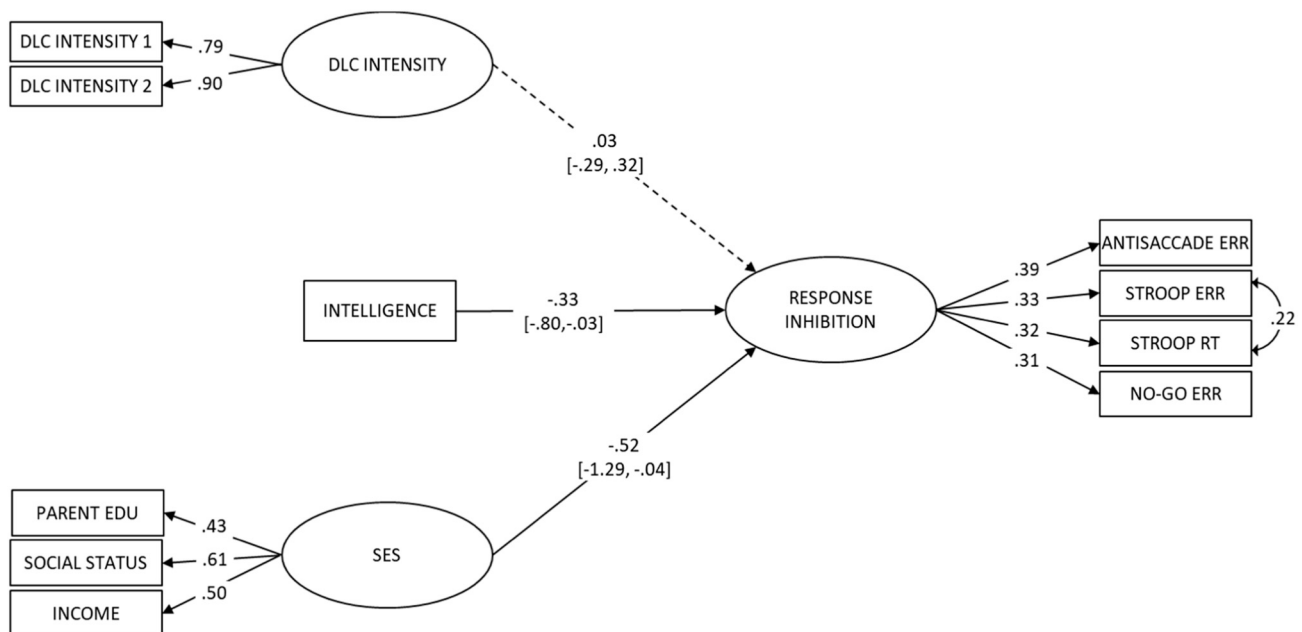 DLC INTENSITY 1
DLC INTENSITY 2
.79
.90
DLC INTENSITY
.03
[-.29, .32]
INTELLIGENCE
-.33
[-.80,-.03]
RESPONSE
INHIBITION
.39
.33
.32
.31
ANTISACCADE ERR
STROOP ERR
STROOP RT
NO-GO ERR
.22
-.52
[-1.29, -.04]
PARENT EDU
SOCIAL STATUS
INCOME
.43
.61
.50
SES